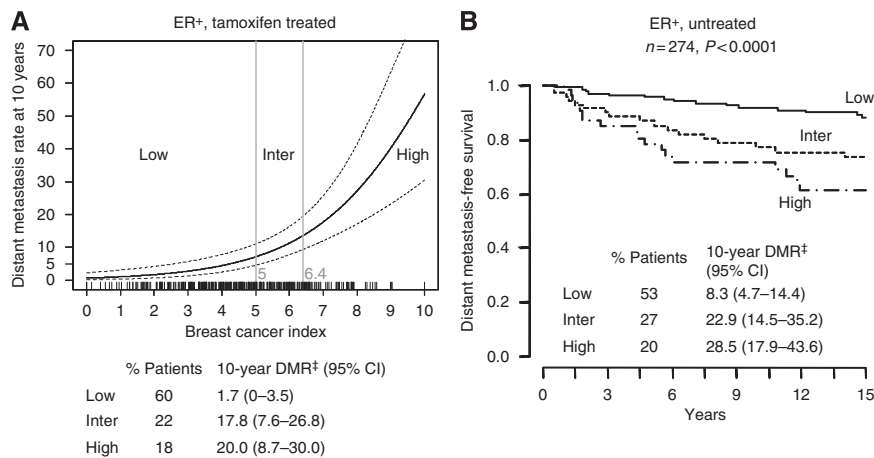 A
ER+, tamoxifen treated
Distant metastasis rate at 10 years
70
60
50
40
30
20
10
5
0
Low
Inter
High
5
6.4
0 1 2 3 4 5 6 7 8 9 10
Breast cancer index
% Patients 10-year DMR‡ (95% CI)
Low 60 1.7 (0–3.5)
Inter 22 17.8 (7.6–26.8)
High 18 20.0 (8.7–30.0)
B
ER+, untreated
n=274, P<0.0001
Distant metastasis-free survival
1.0
0.8
0.6
0.4
0.2
0.0
Low
Inter
High
% Patients 10-year DMR‡
(95% CI)
Low 53 8.3 (4.7–14.4)
Inter 27 22.9 (14.5–35.2)
High 20 28.5 (17.9–43.6)
0 3 6 9 12 15
Years